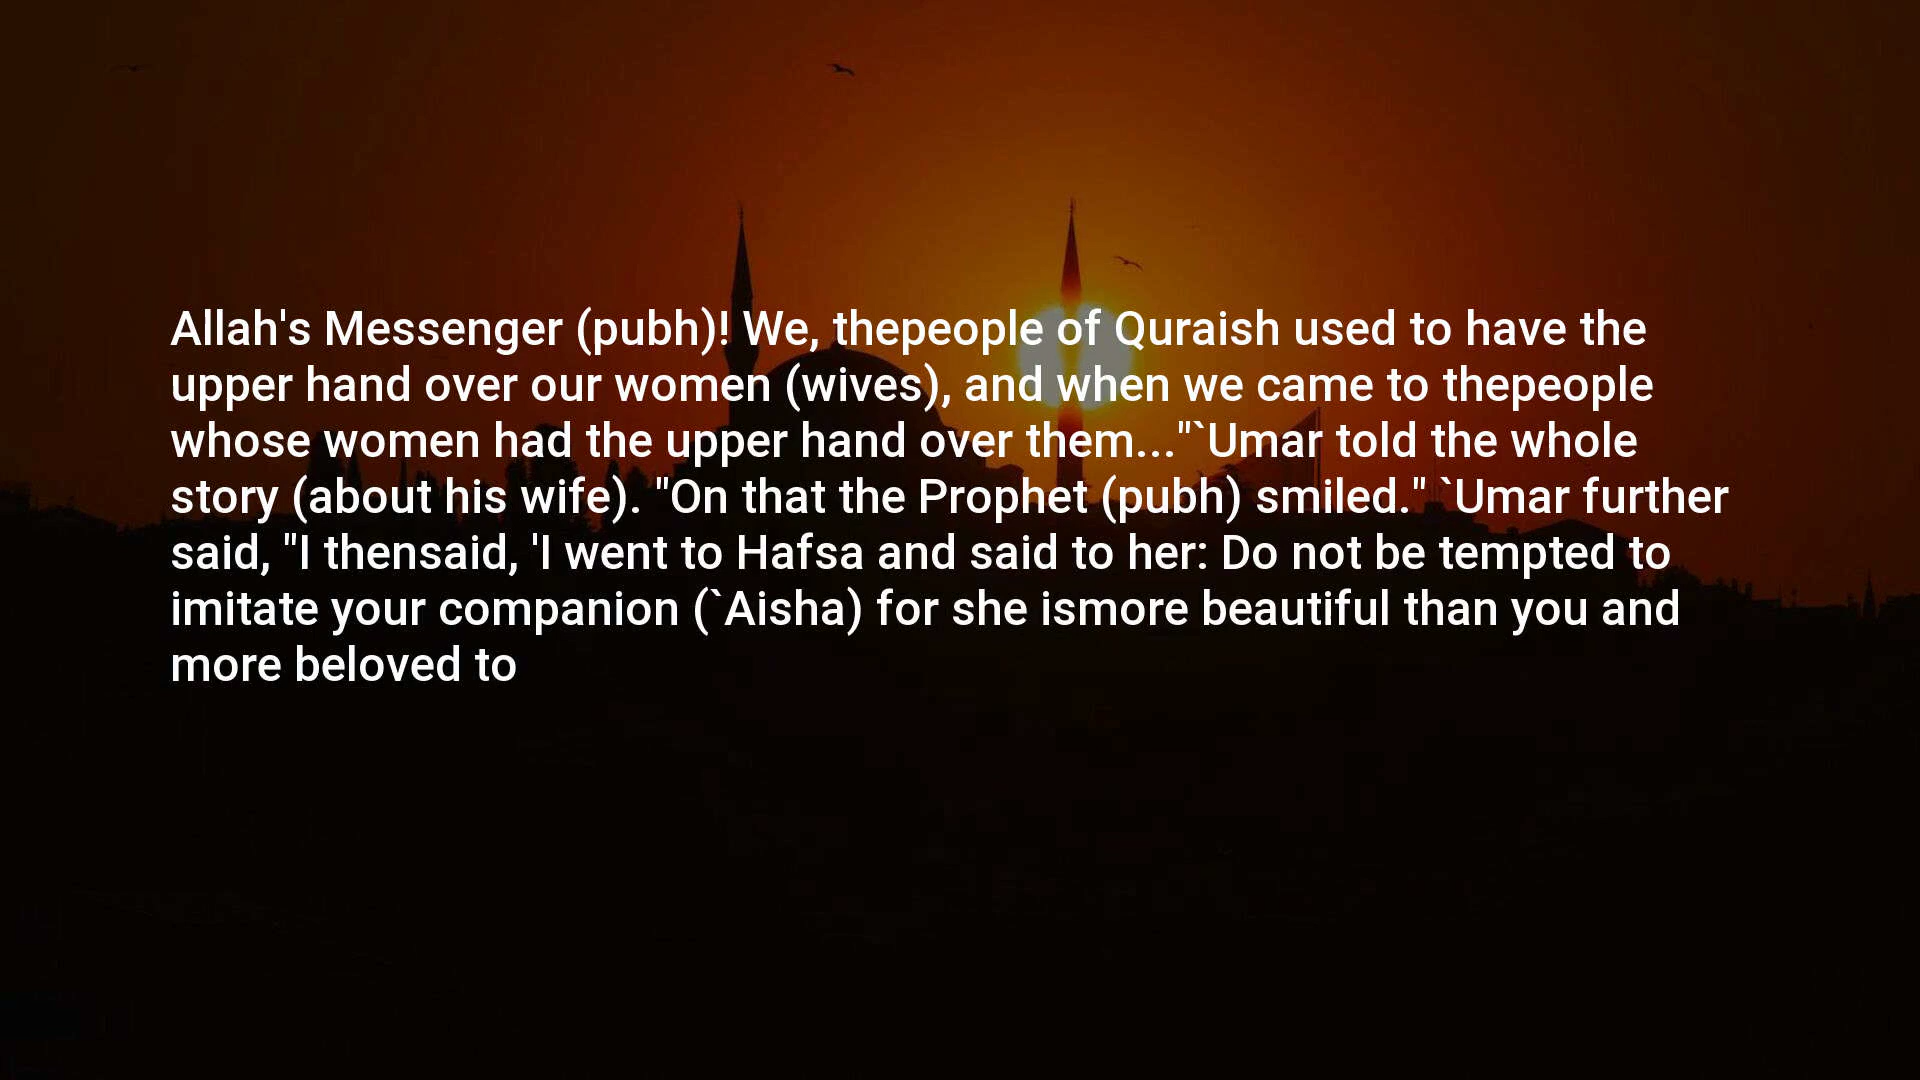 Allah's Messenger (pubh)! We, thepeople of Quraish used to have the
upper hand over our women (wives), and when we came to thepeople
whose women had the upper hand over them..."`Umar told the whole
story (about his wife). "On that the Prophet (pubh) smiled." `Umar further
said, "I thensaid, 'I went to Hafsa and said to her: Do not be tempted to
imitate your companion (`Aisha) for she ismore beautiful than you and
more beloved to